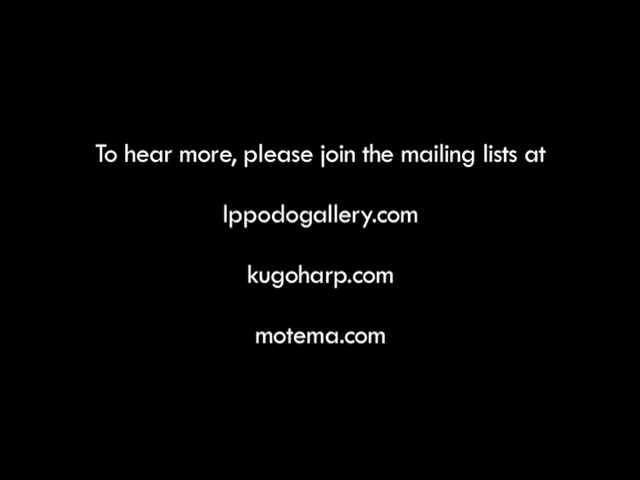 To hear more, please join the mailing lists at
Ippodogallery.com
kugoharp.com
motema.com